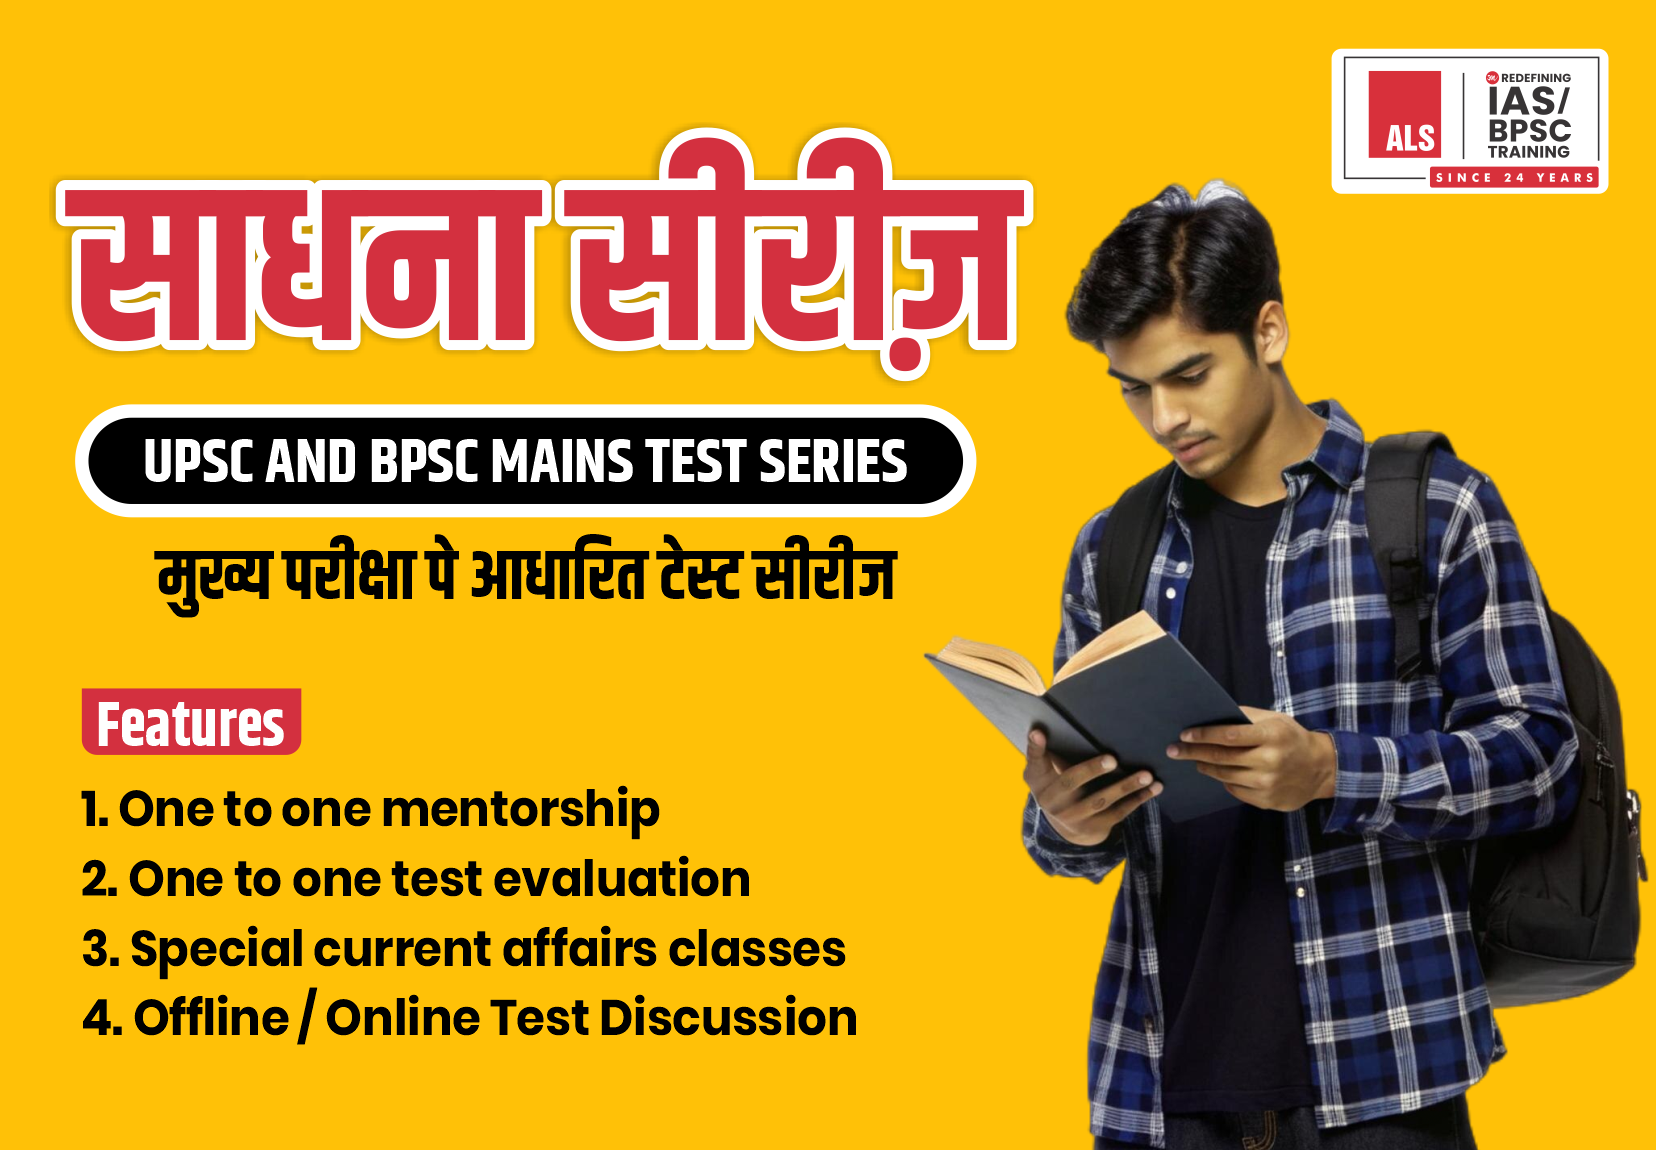 ALS
REDEFINING
IAS/
BPSC
TRAINING
SINCE 24 YEARS
साधना सीरीज़
UPSC AND BPSC MAINS TEST SERIES
मुख्य परीक्षा पे आधारित टेस्ट सीरीज
Features
1. One to one mentorship
2. One to one test evaluation
3. Special current affairs classes
4. Offline / Online Test Discussion